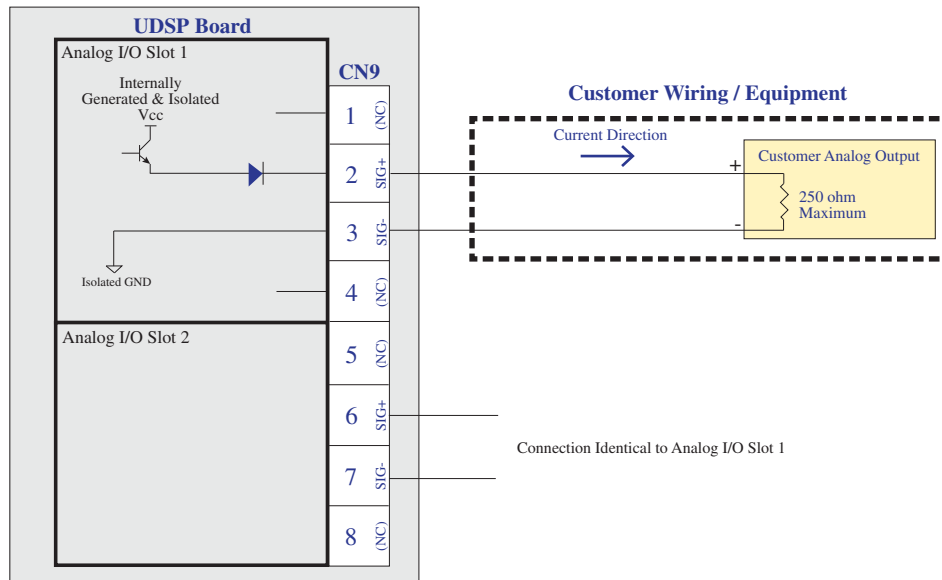 UDSP Board
Analog I/O Slot 1
Internally
Generated & Isolated
Vcc
Isolated GND
Analog I/O Slot 2
CN9
1 (NC)
2 SIG+
3 SIG-
4 (NC)
5 (NC)
6 SIG+
7 SIG-
8 (NC)
Customer Wiring / Equipment
Current Direction
Customer Analog Output
+
250 ohm
Maximum
-
Connection Identical to Analog I/O Slot 1